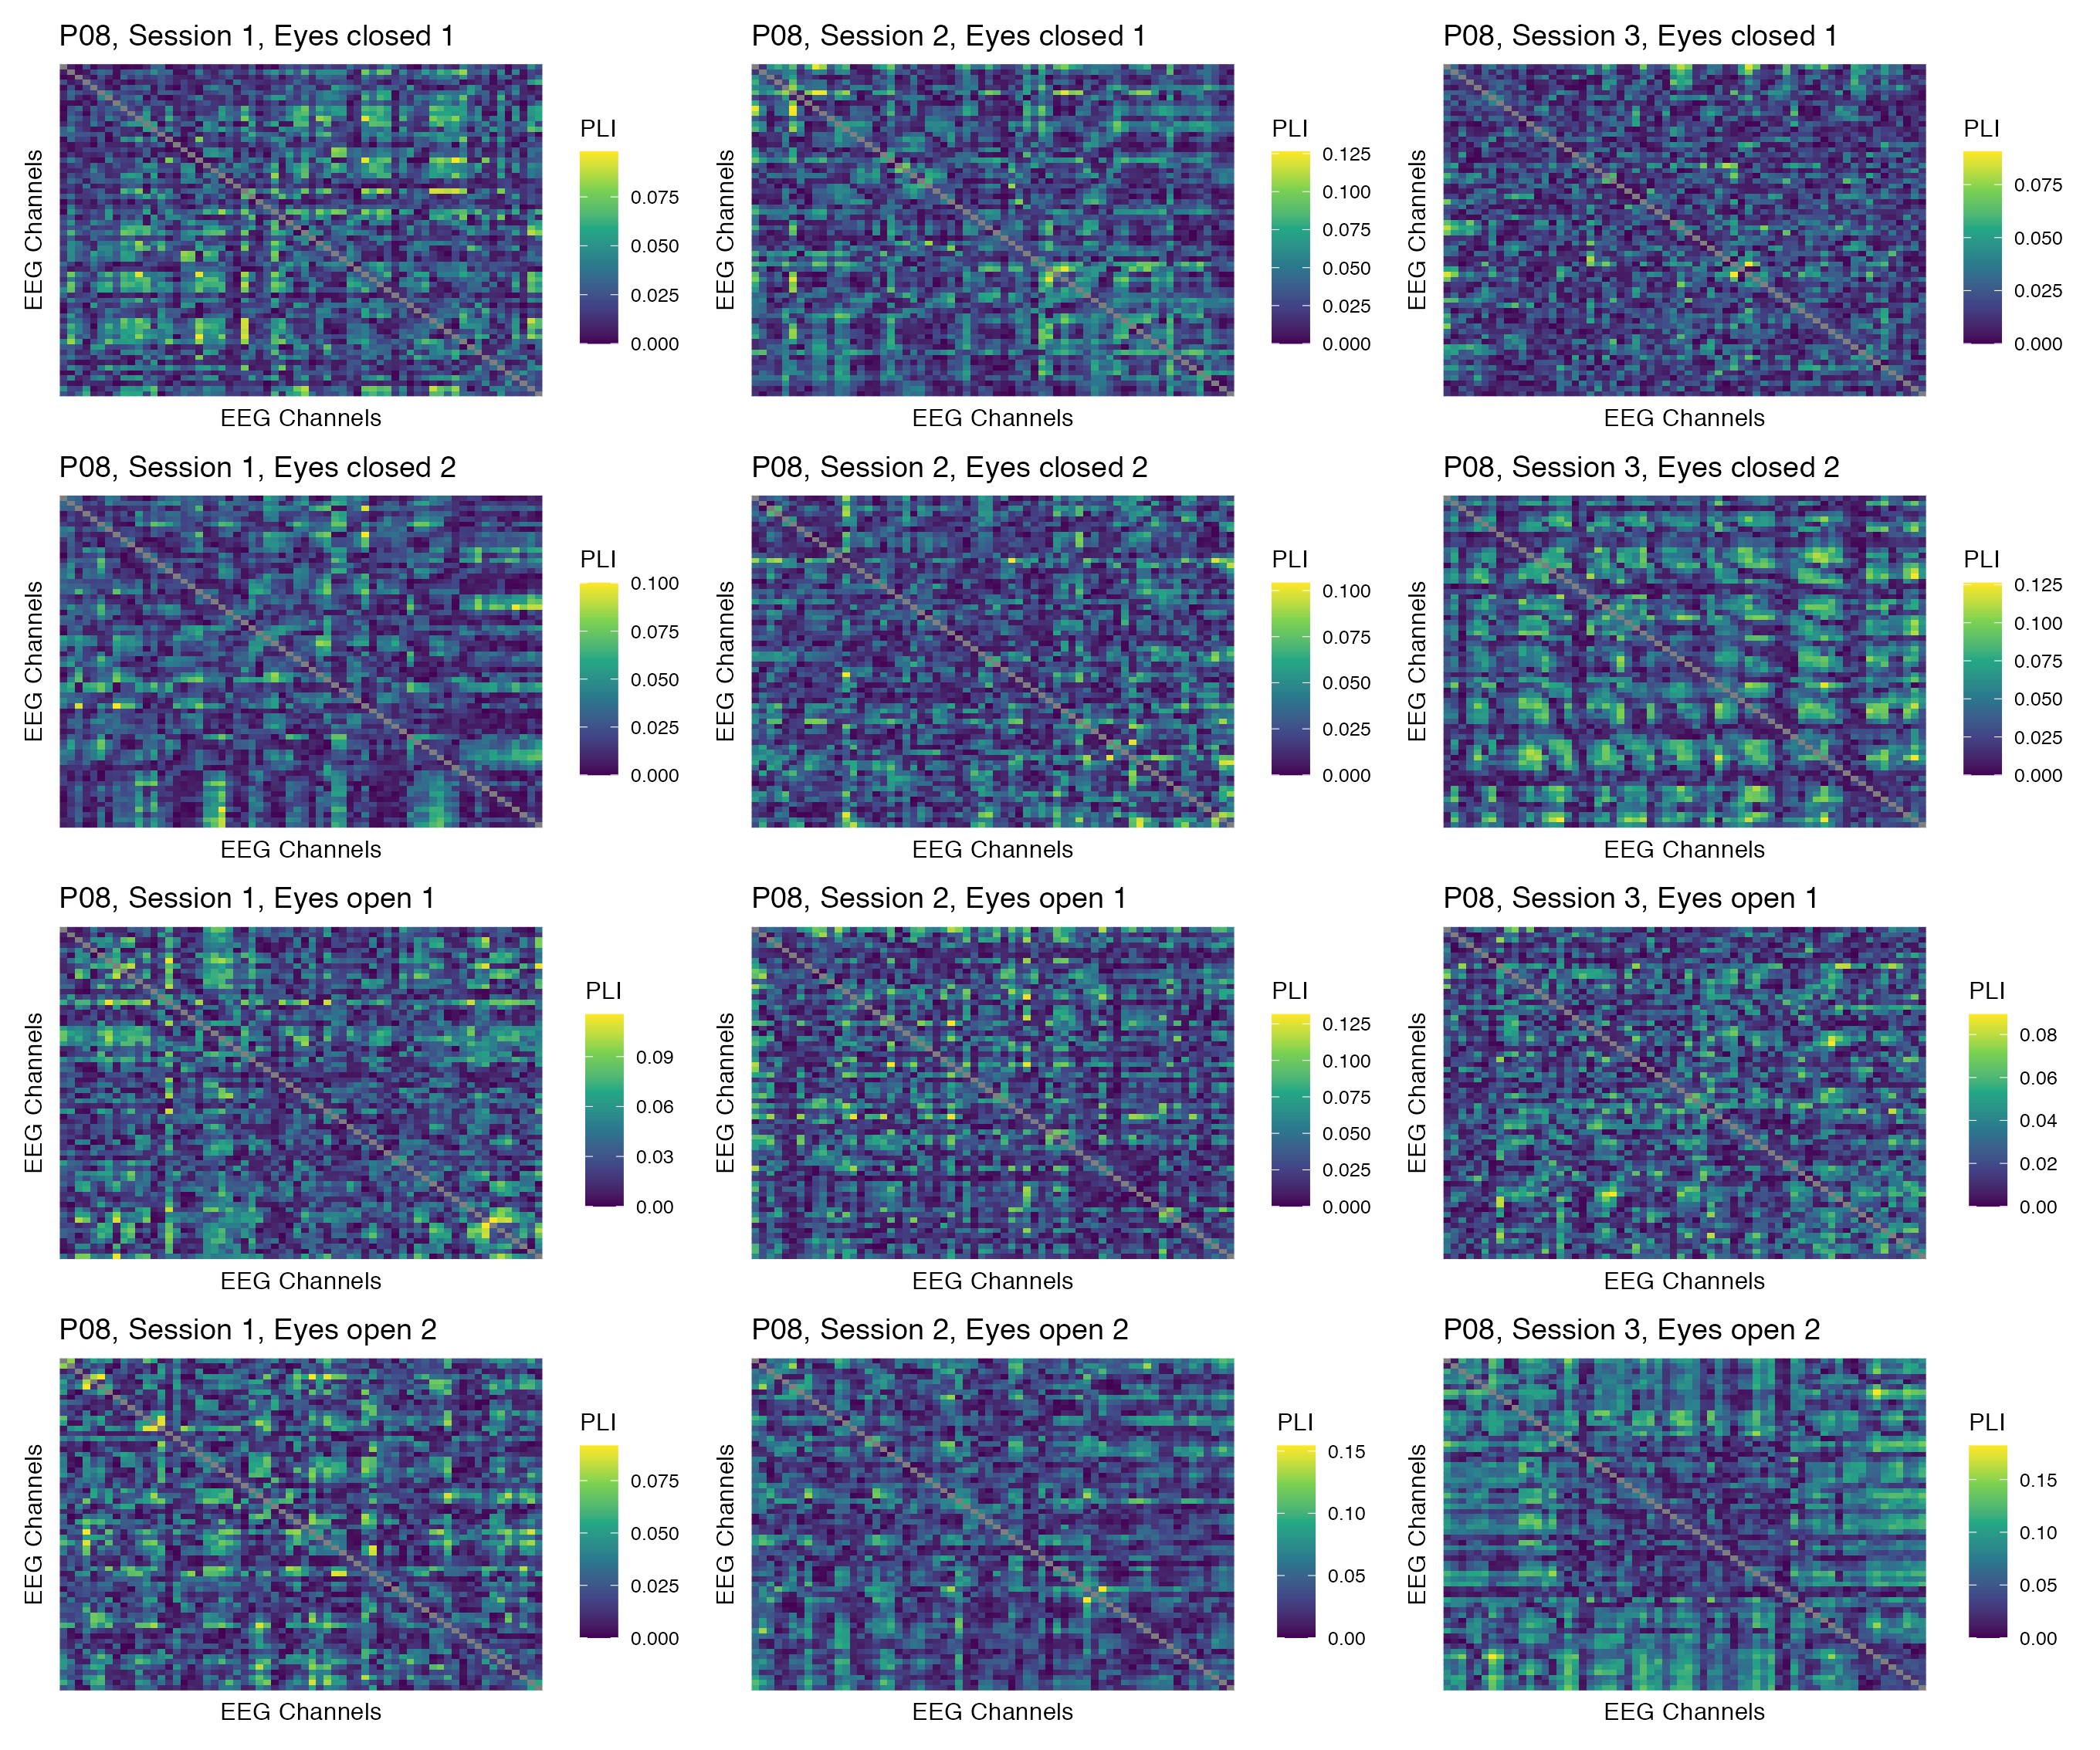 P08, Session 1, Eyes closed 1
P08, Session 2, Eyes closed 1
P08, Session 3, Eyes closed 1
EEG Channels
EEG Channels
PLI
0.075
0.050
0.025
0.000
EEG Channels
EEG Channels
PLI
0.125
0.100
0.075
0.050
0.025
0.000
EEG Channels
EEG Channels
PLI
0.075
0.050
0.025
0.000
P08, Session 1, Eyes closed 2
P08, Session 2, Eyes closed 2
P08, Session 3, Eyes closed 2
EEG Channels
EEG Channels
PLI
0.100
0.075
0.050
0.025
0.000
EEG Channels
EEG Channels
PLI
0.100
0.075
0.050
0.025
0.000
EEG Channels
EEG Channels
PLI
0.125
0.100
0.075
0.050
0.025
0.000
P08, Session 1, Eyes open 1
P08, Session 2, Eyes open 1
P08, Session 3, Eyes open 1
EEG Channels
EEG Channels
PLI
0.09
0.06
0.03
0.00
EEG Channels
EEG Channels
PLI
0.125
0.100
0.075
0.050
0.025
0.000
EEG Channels
EEG Channels
PLI
0.08
0.06
0.04
0.02
0.00
P08, Session 1, Eyes open 2
P08, Session 2, Eyes open 2
P08, Session 3, Eyes open 2
EEG Channels
EEG Channels
PLI
0.075
0.050
0.025
0.000
EEG Channels
EEG Channels
PLI
0.15
0.10
0.05
0.00
EEG Channels
EEG Channels
PLI
0.15
0.10
0.05
0.00